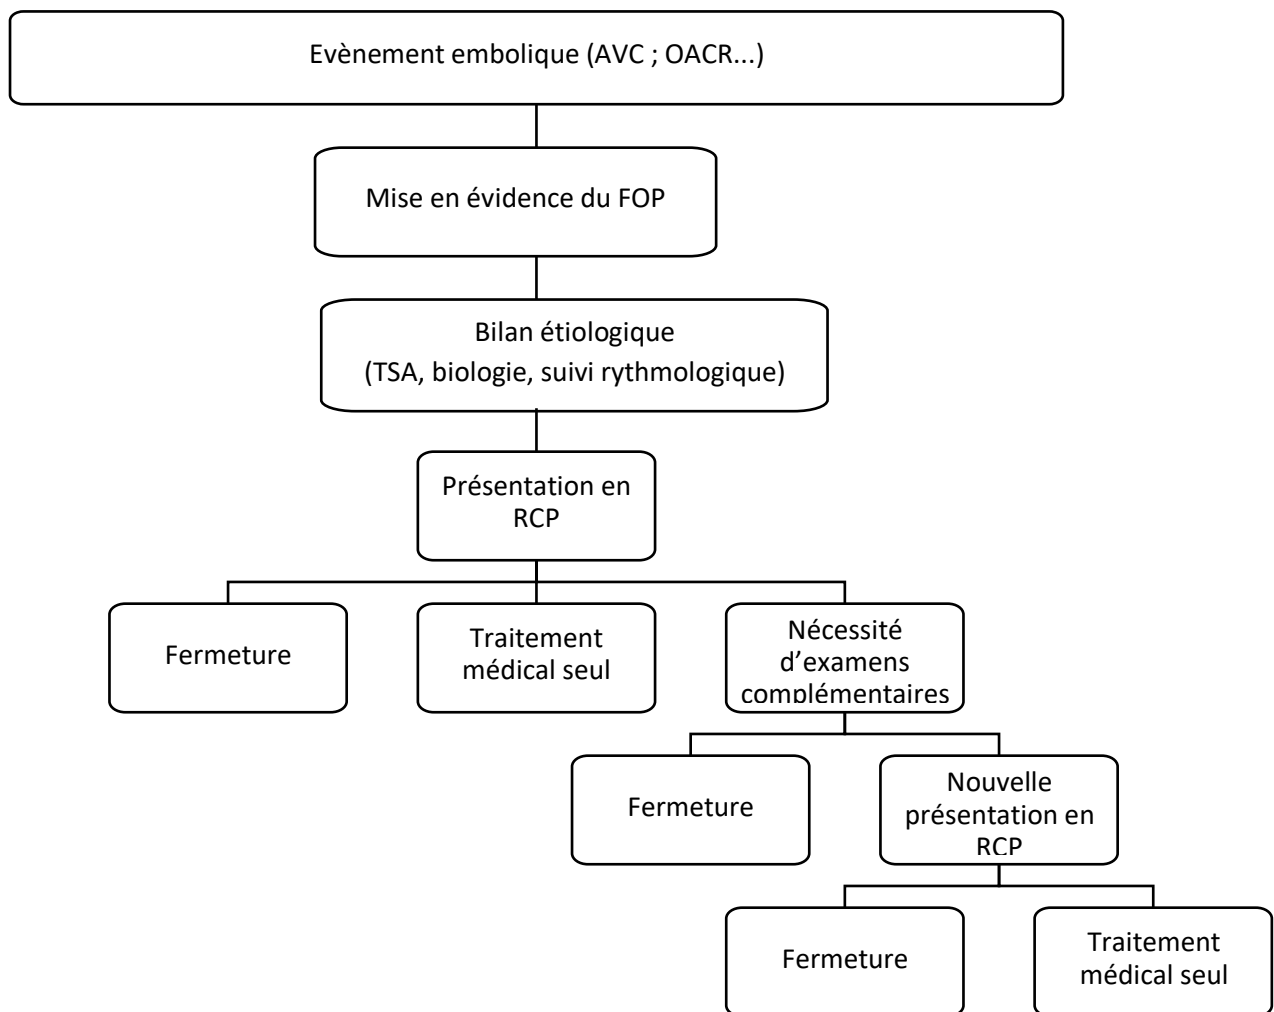 Evènement embolique (AVC ; OACR...)
Mise en évidence du FOP
Bilan étiologique
(TSA, biologie, suivi rythmologique)
Présentation en
RCP
Fermeture
Traitement
médical seul
Nécessité
d’examens
complémentaires
Fermeture
Nouvelle
présentation en
RCP
Fermeture
Traitement
médical seul